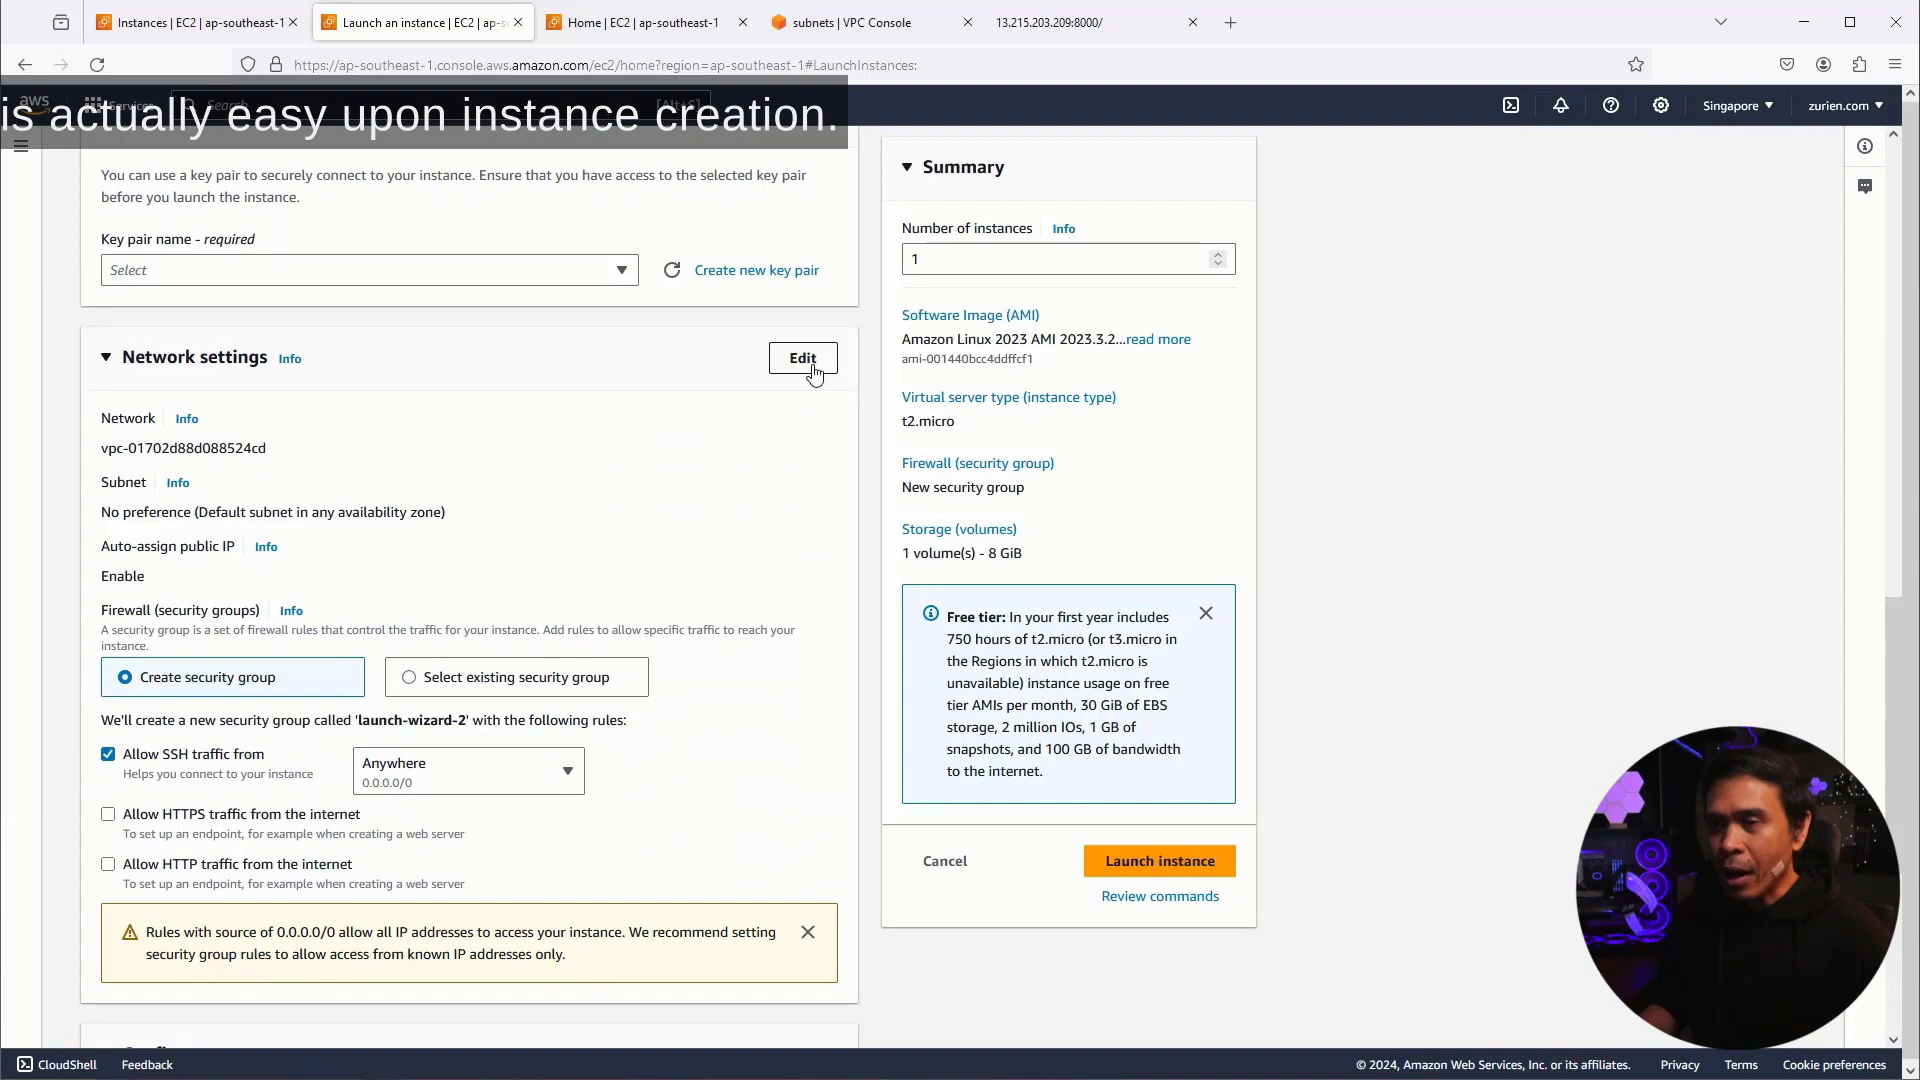 Instances | EC2 | ap-southeast-1
Launch an instance | EC2 | ap-s
Home | EC2 | ap-southeast-1
subnets | VPC Console
13.215.203.209:8000/
https://ap-southeast-1.console.aws.amazon.com/ec2/home?region=ap-southeast-1#LaunchInstances:
aws
Services
Search
[Alt+S]
Singapore
zurien.com
is actually easy upon instance creation.
You can use a key pair to securely connect to your instance. Ensure that you have access to the selected key pair
before you launch the instance.
Key pair name - required
Select
Create new key pair
Network settings Info
Edit
Network Info
vpc-01702d88d088524cd
Subnet Info
No preference (Default subnet in any availability zone)
Auto-assign public IP Info
Enable
Firewall (security groups) Info
A security group is a set of firewall rules that control the traffic for your instance. Add rules to allow specific traffic to reach your
instance.
Create security group
Select existing security group
We'll create a new security group called 'launch-wizard-2' with the following rules:
Allow SSH traffic from
Helps you connect to your instance
Anywhere
0.0.0.0/0
Allow HTTPS traffic from the internet
To set up an endpoint, for example when creating a web server
Allow HTTP traffic from the internet
To set up an endpoint, for example when creating a web server
Rules with source of 0.0.0.0/0 allow all IP addresses to access your instance. We recommend setting
security group rules to allow access from known IP addresses only.
Summary
Number of instances Info
1
Software Image (AMI)
Amazon Linux 2023 AMI 2023.3.2...read more
ami-001440bcc4ddffcf1
Virtual server type (instance type)
t2.micro
Firewall (security group)
New security group
Storage (volumes)
1 volume(s) - 8 GiB
Free tier: In your first year includes
750 hours of t2.micro (or t3.micro in
the Regions in which t2.micro is
unavailable) instance usage on free
tier AMIs per month, 30 GiB of EBS
storage, 2 million IOs, 1 GB of
snapshots, and 100 GB of bandwidth
to the internet.
Cancel
Launch instance
Review commands
CloudShell
Feedback
© 2024, Amazon Web Services, Inc. or its affiliates.
Privacy
Terms
Cookie preferences